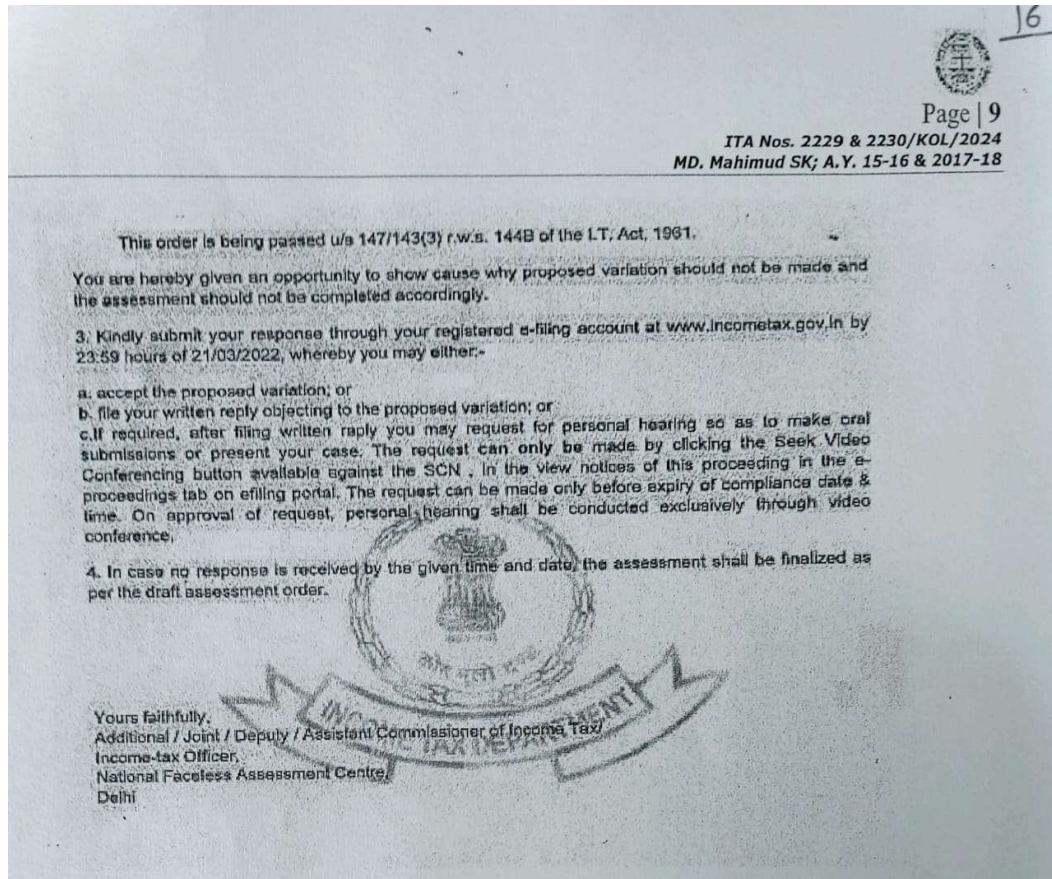 16
Page | 9
ITA Nos. 2229 & 2230/KOL/2024
MD. Mahimud SK; A.Y. 15-16 & 2017-18
This order is being passed u/s 147/143(3) r.w.s. 144B of the I.T. Act, 1961.
You are hereby given an opportunity to show cause why proposed variation should not be made and
the assessment should not be completed accordingly.
3. Kindly submit your response through your registered e-filing account at www.incometax.gov.in by
23:59 hours of 21/03/2022, whereby you may either:-
a. accept the proposed variation; or
b. file your written reply objecting to the proposed variation; or
c.If required, after filing written reply you may request for personal hearing so as to make oral
submissions or present your case. The request can only be made by clicking the Seek Video
Conferencing button available against the SCN , in the view notices of this proceeding in the e-
proceedings tab on efiling portal. The request can be made only before expiry of compliance date &
time. On approval of request, personal hearing shall be conducted exclusively through video
conference.
4. In case no response is received by the given time and date, the assessment shall be finalized as
per the draft assessment order.
कोष मूलो दण्डः
INCOME TAX DEPARTMENT
Yours faithfully,
Additional / Joint / Deputy / Assistant Commissioner of Income Tax/
Income-tax Officer,
National Faceless Assessment Centre,
Delhi